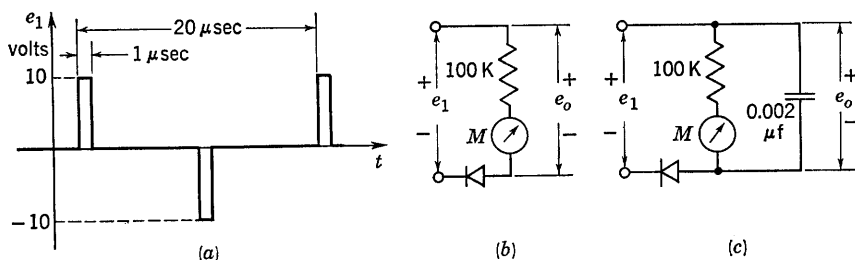 e₁
volts
20 μsec
1 μsec
10
-10
t
(a)
+
e₁
-
100 K
M
+
eₒ
-
(b)
+
e₁
-
100 K
M
0.002
μf
+
eₒ
-
(c)